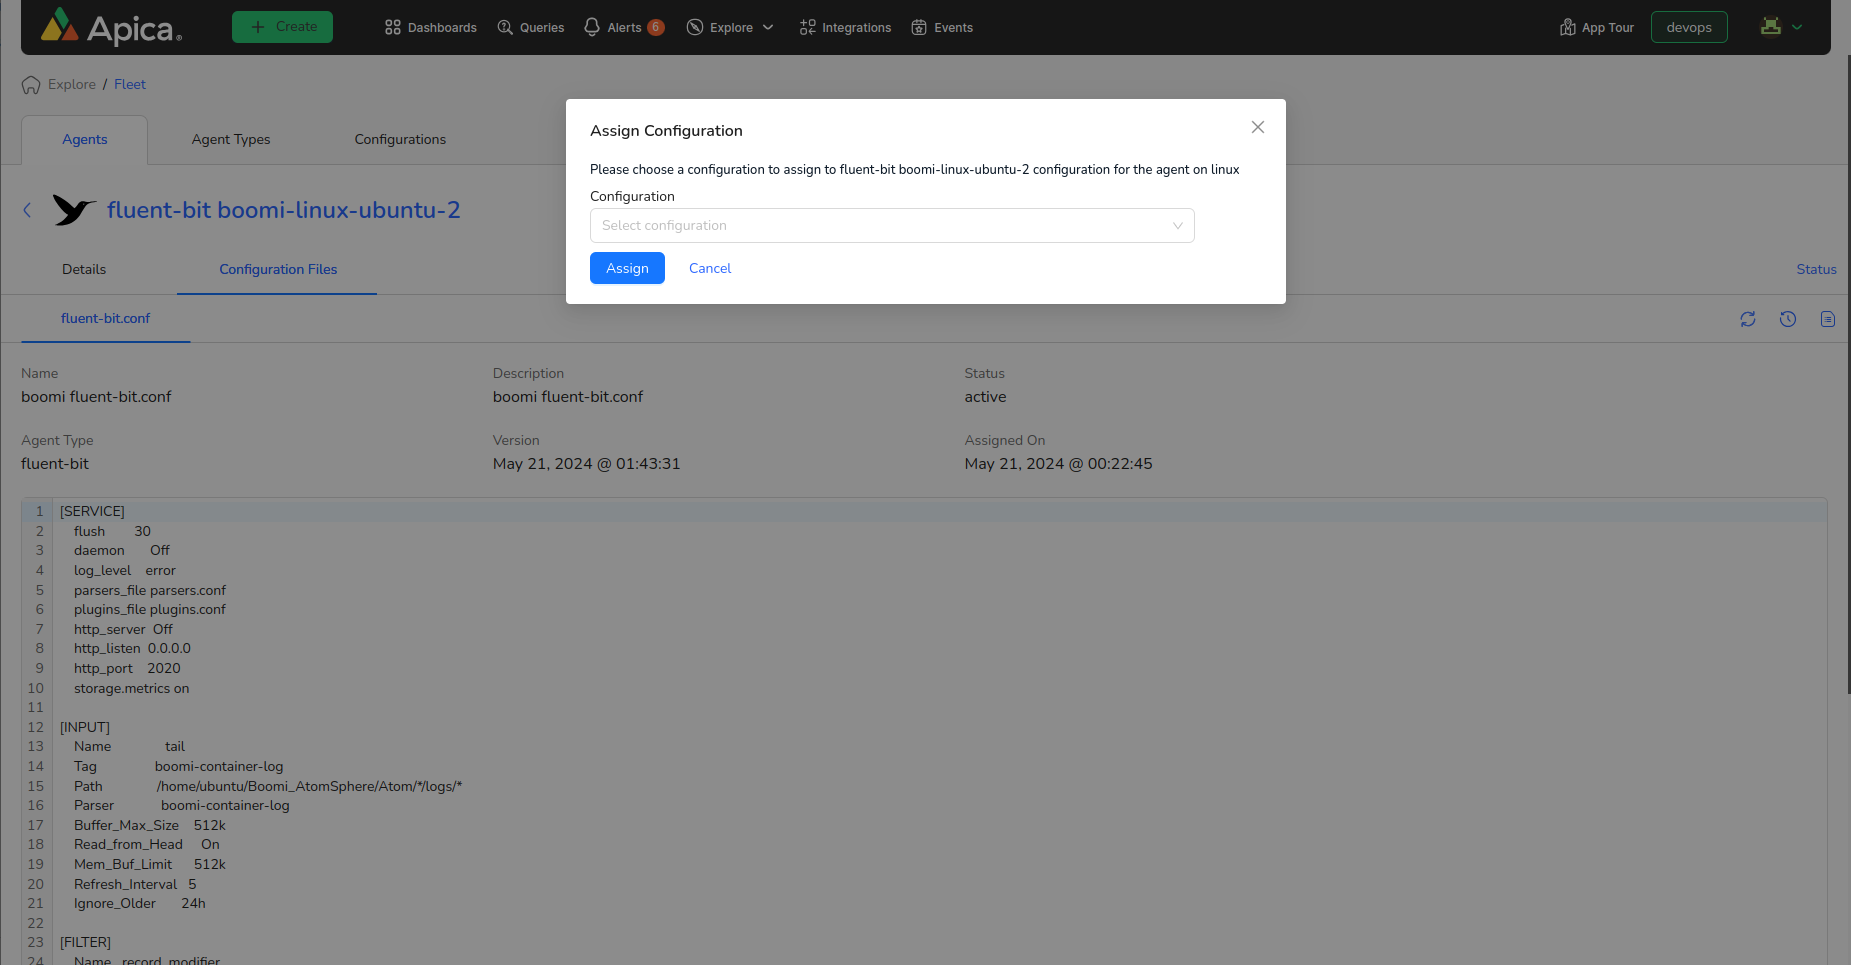 Apica
Create
Dashboards
Queries
Alerts 6
Explore
Integrations
Events
App Tour
devops
Explore / Fleet
Agents
Agent Types
Configurations
Assign Configuration
Please choose a configuration to assign to fluent-bit boomi-linux-ubuntu-2 configuration for the agent on linux
Configuration
Select configuration
Assign
Cancel
fluent-bit boomi-linux-ubuntu-2
Details
Configuration Files
Status
fluent-bit.conf
Name
boomi fluent-bit.conf
Description
boomi fluent-bit.conf
Status
active
Agent Type
fluent-bit
Version
May 21, 2024 @ 01:43:31
Assigned On
May 21, 2024 @ 00:22:45
1 [SERVICE]
2 flush 30
3 daemon Off
4 log_level error
5 parsers_file parsers.conf
6 plugins_file plugins.conf
7 http_server Off
8 http_listen 0.0.0.0
9 http_port 2020
10 storage.metrics on
11
12 [INPUT]
13 Name tail
14 Tag boomi-container-log
15 Path /home/ubuntu/Boomi_AtomSphere/Atom/*/logs/*
16 Parser boomi-container-log
17 Buffer_Max_Size 512k
18 Read_from_Head On
19 Mem_Buf_Limit 512k
20 Refresh_Interval 5
21 Ignore_Older 24h
22
23 [FILTER]
24 Name record_modifier